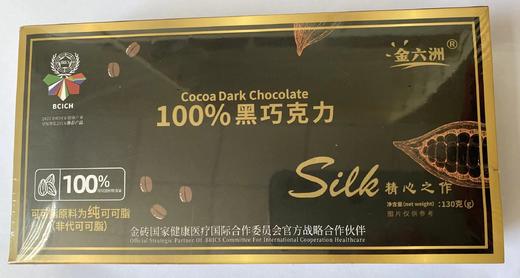 BCICH
金六洲®
Cocoa Dark Chocolate
100%黑巧克力
100%
Silk 精心之作
净含量(net weight) :130克(g)
图片仅供参考
可可脂原料为纯可可脂
(非代可可脂)
金砖国家健康医疗国际合作委员会官方战略合作伙伴
Official Strategic Partner Of BRICS Committee For International Cooperation Healthcare